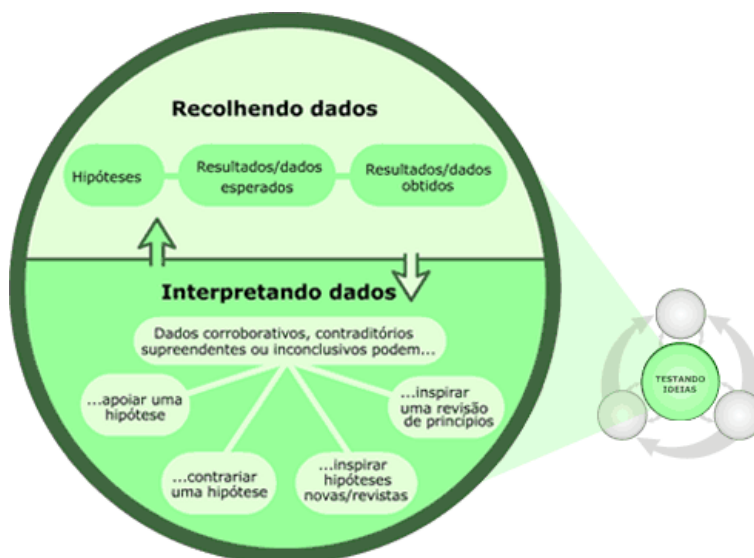 Recolhendo dados
Hipóteses
Resultados/dados
esperados
Resultados/dados
obtidos
Interpretando dados
Dados corroborativos, contraditórios
supreendentes ou inconclusivos podem...
...apoiar uma
hipótese
...inspirar
uma revisão
de princípios
...contrariar
uma hipótese
...inspirar
hipóteses
novas/revistas
TESTANDO
IDEIAS